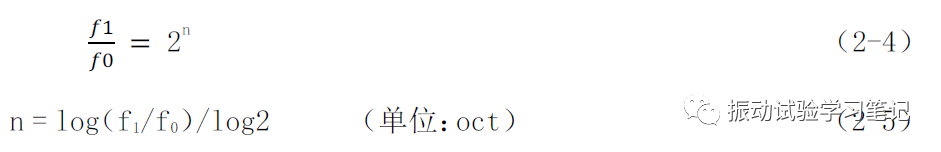 f1/f0 = 2^n （2-4）
n = log(f₁/f₀)/log2 （单位：oct） （2-5）
振动试验学习笔记